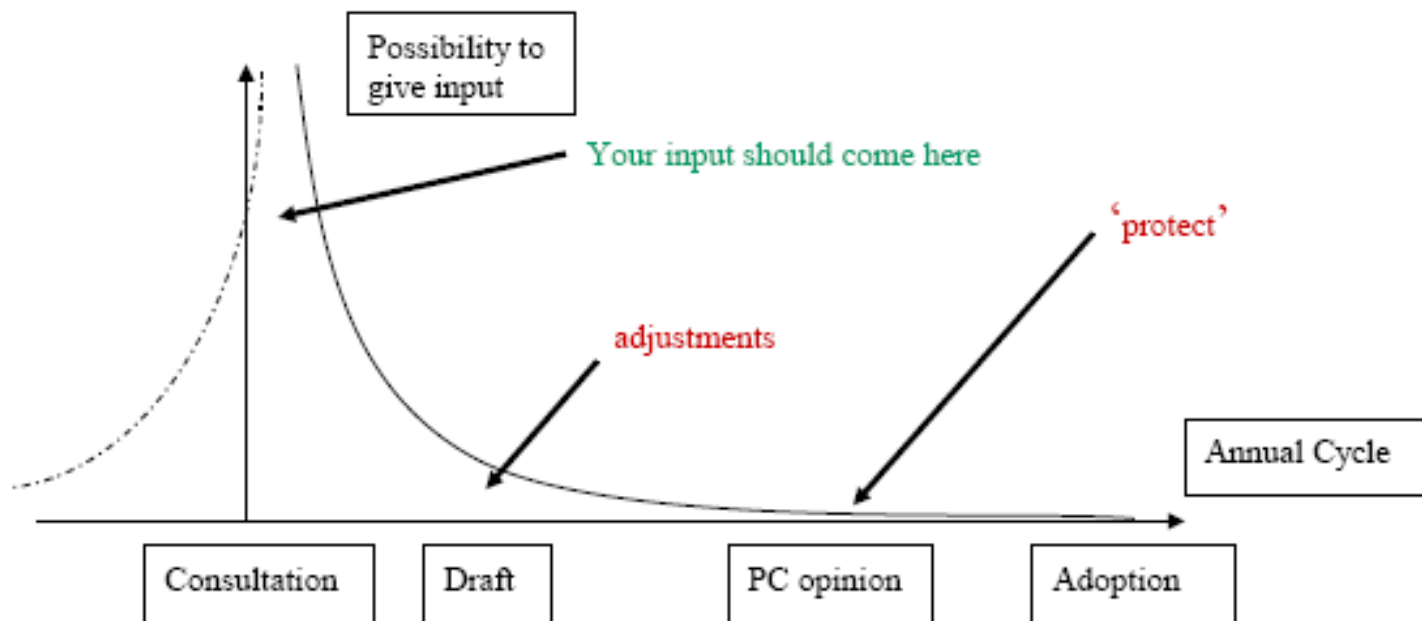 Possibility to
give input
Your input should come here
‘protect’
adjustments
Annual Cycle
Consultation
Draft
PC opinion
Adoption